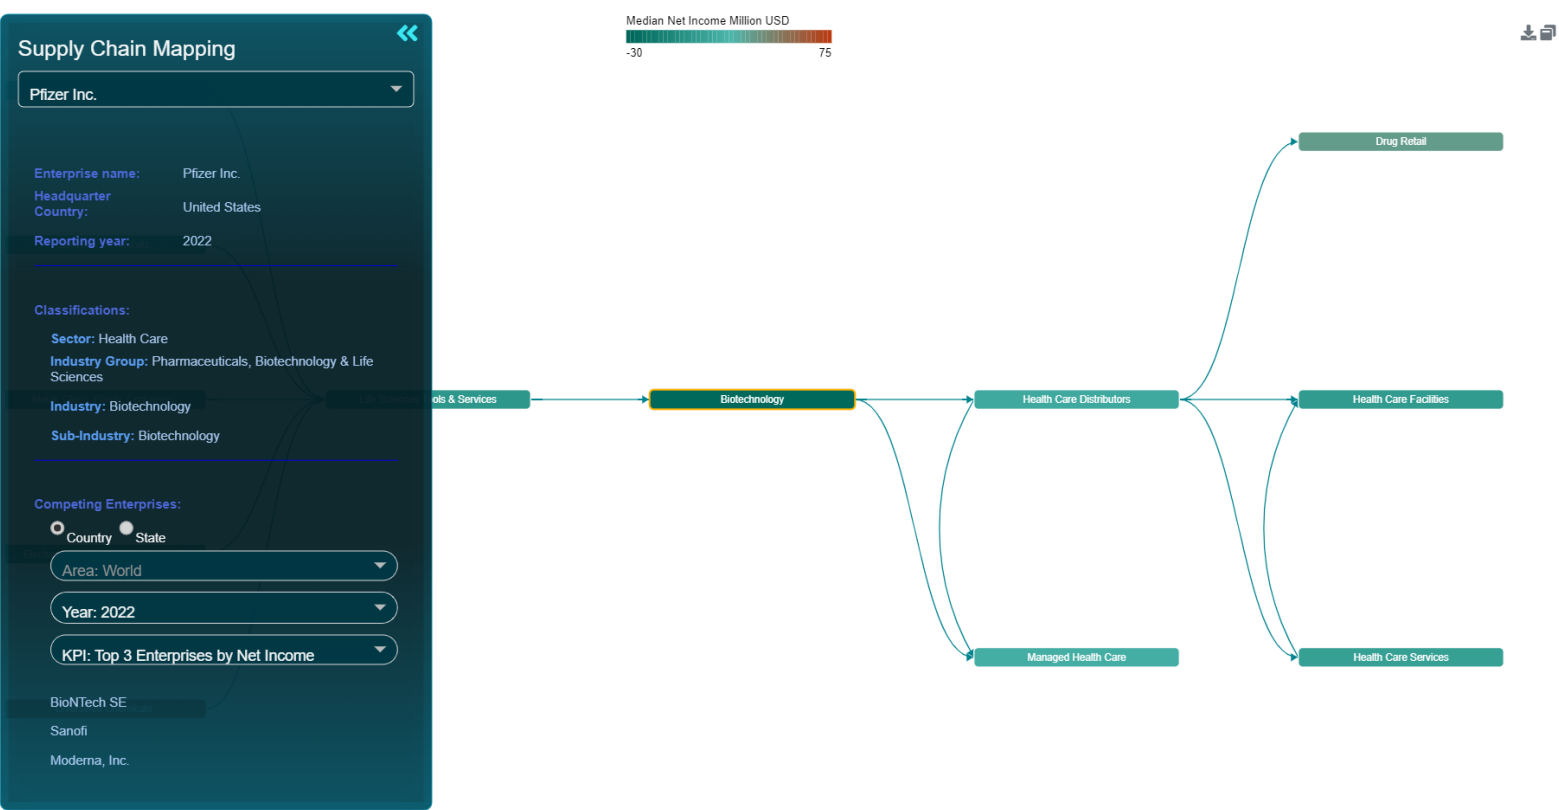 Median Net Income Million USD
-30 75
Supply Chain Mapping
Pfizer Inc.
Enterprise name: Pfizer Inc.
Headquarter
Country: United States
Reporting year: 2022
Classifications:
Sector: Health Care
Industry Group: Pharmaceuticals, Biotechnology & Life
Sciences
Industry: Biotechnology
Sub-Industry: Biotechnology
Competing Enterprises:
Country State
Area: World
Year: 2022
KPI: Top 3 Enterprises by Net Income
BioNTech SE
Sanofi
Moderna, Inc.
Life Sciences Tools & Services
Biotechnology
Health Care Distributors
Managed Health Care
Drug Retail
Health Care Facilities
Health Care Services